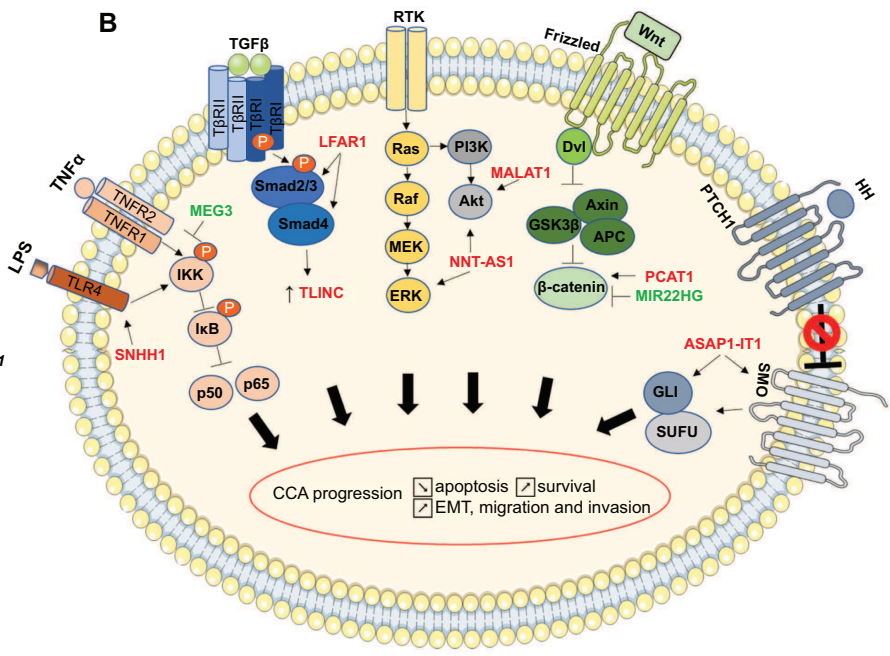 B
RTK
TGFβ
Frizzled
Wnt
TβRII
TβRII
TβRI
TβRI
P
LFAR1
P
Smad2/3
Smad4
TLINC
Ras
PI3K
Raf
Akt
MEK
ERK
MALAT1
NNT-AS1
Dvl
Axin
GSK3β
APC
β-catenin
PCAT1
MIR22HG
PTCH1
HH
TNFα
TNFR2
TNFR1
MEG3
P
IKK
LPS
TLR4
P
IκB
SNHH1
p50
p65
1
ASAP1-IT1
SMO
GLI
SUFU
CCA progression apoptosis survival
EMT, migration and invasion